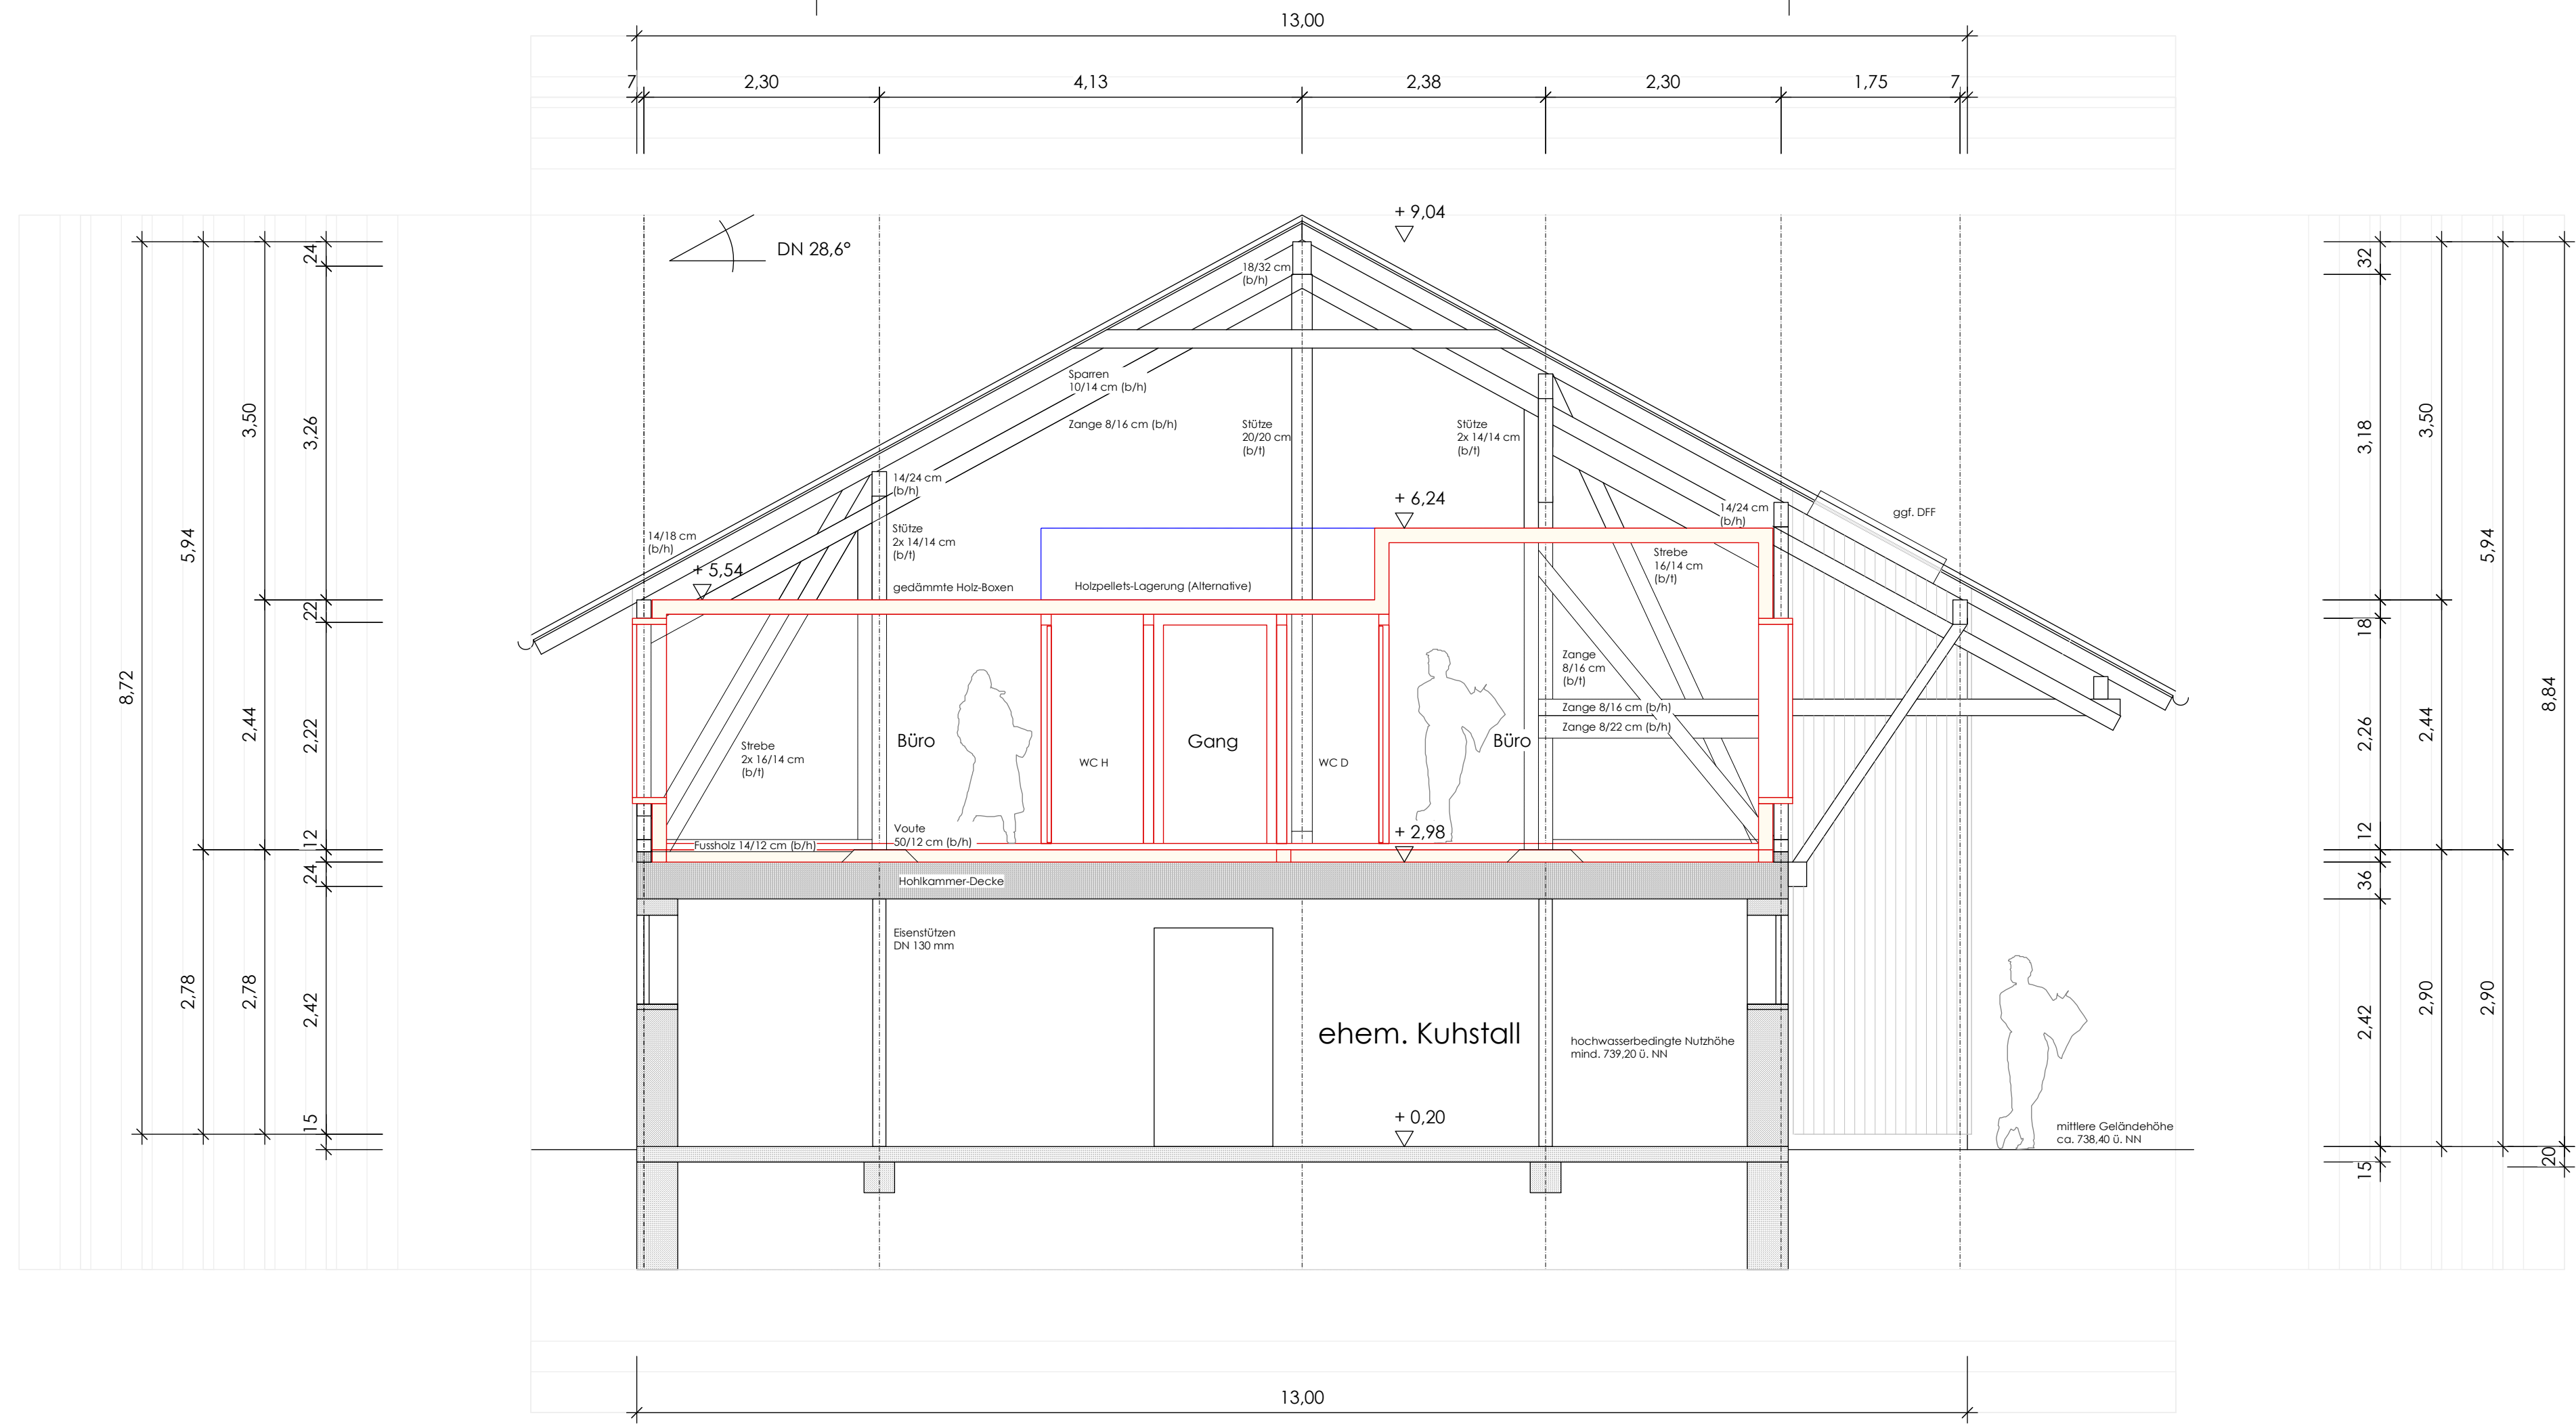 13,00
7
2,30
4,13
2,38
2,30
1,75
7
+ 9,04
DN 28,6°
18/32 cm
(b/h)
Sparren
10/14 cm (b/h)
Zange 8/16 cm (b/h)
Stütze
20/20 cm
(b/t)
Stütze
2x 14/14 cm
(b/t)
14/24 cm
(b/h)
+ 6,24
14/24 cm
(b/h)
ggf. DFF
14/18 cm
(b/h)
Stütze
2x 14/14 cm
(b/t)
+ 5,54
gedämmte Holz-Boxen
Holzpellets-Lagerung (Alternative)
Strebe
16/14 cm
(b/t)
Zange
8/16 cm
(b/t)
Zange 8/16 cm (b/h)
Zange 8/22 cm (b/h)
Büro
Gang
Büro
WC H
WC D
Strebe
2x 16/14 cm
(b/t)
Voute
50/12 cm (b/h)
Fussholz 14/12 cm (b/h)
+ 2,98
Hohlkammer-Decke
Eisenstützen
DN 130 mm
ehem. Kuhstall
hochwasserbedingte Nutzhöhe
mind. 739,20 ü. NN
+ 0,20
mittlere Geländehöhe
ca. 738,40 ü. NN
8,72
5,94
2,78
3,50
2,44
2,78
24
3,26
22
2,22
12
24
2,42
15
32
3,18
18
2,26
12
36
2,42
15
3,50
2,44
2,90
5,94
2,90
8,84
20
13,00